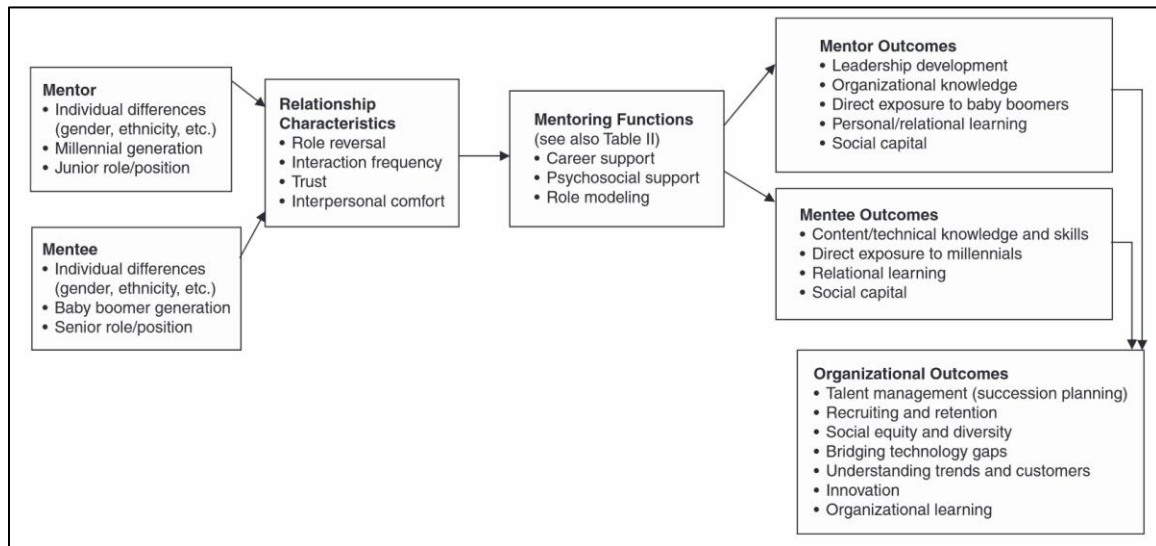 Mentor
• Individual differences
(gender, ethnicity, etc.)
• Millennial generation
• Junior role/position
Mentee
• Individual differences
(gender, ethnicity, etc.)
• Baby boomer generation
• Senior role/position
Relationship
Characteristics
• Role reversal
• Interaction frequency
• Trust
• Interpersonal comfort
Mentoring Functions
(see also Table II)
• Career support
• Psychosocial support
• Role modeling
Mentor Outcomes
• Leadership development
• Organizational knowledge
• Direct exposure to baby boomers
• Personal/relational learning
• Social capital
Mentee Outcomes
• Content/technical knowledge and skills
• Direct exposure to millennials
• Relational learning
• Social capital
Organizational Outcomes
• Talent management (succession planning)
• Recruiting and retention
• Social equity and diversity
• Bridging technology gaps
• Understanding trends and customers
• Innovation
• Organizational learning